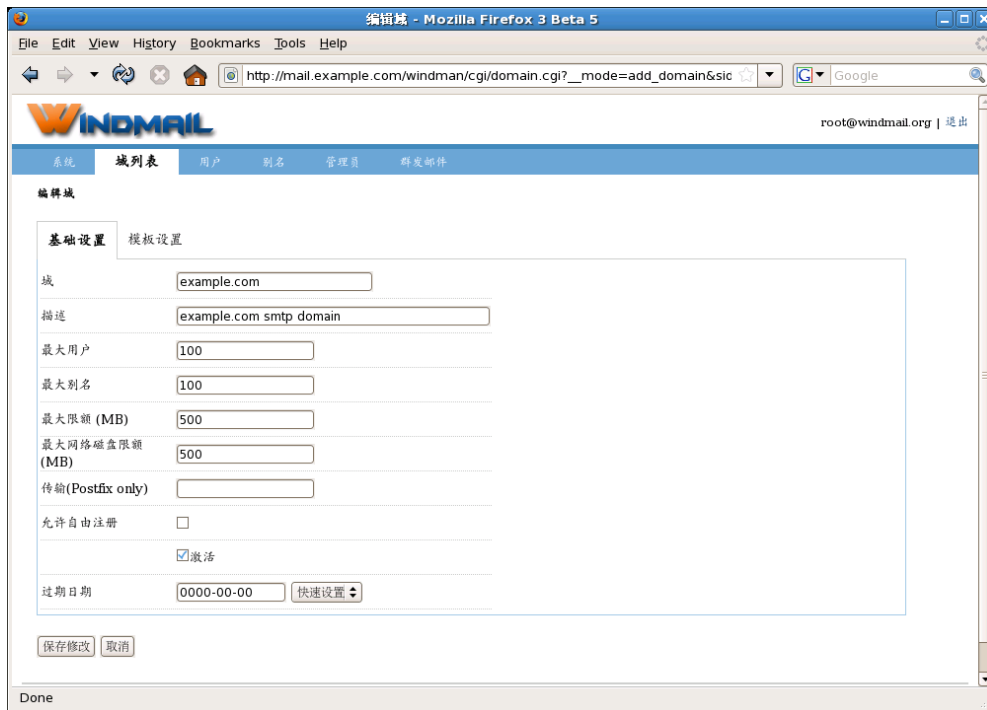 编辑域 - Mozilla Firefox 3 Beta 5
File Edit View History Bookmarks Tools Help
http://mail.example.com/windman/cgi/domain.cgi?__mode=add_domain&sid
Google
WINDMAIL
root@windmail.org | 退出
系统 域列表 用户 别名 管理员 群发邮件
编辑域
基础设置 模板设置
域 example.com
描述 example.com smtp domain
最大用户 100
最大别名 100
最大限额 (MB) 500
最大网络磁盘限额
(MB) 500
传输(Postfix only)
允许自由注册
激活
过期日期 0000-00-00 快速设置
保存修改 取消
Done